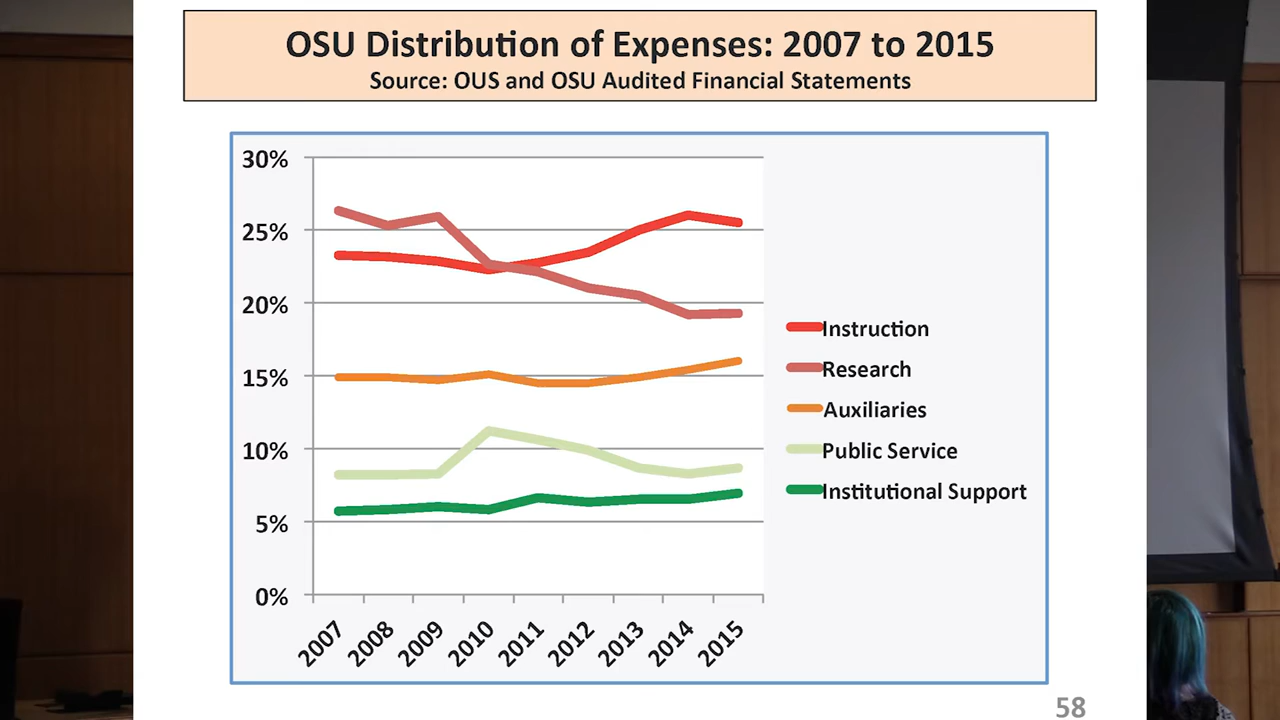 OSU Distribution of Expenses: 2007 to 2015
Source: OUS and OSU Audited Financial Statements
30%
25%
20%
15%
10%
5%
0%
2007
2008
2009
2010
2011
2012
2013
2014
2015
Instruction
Research
Auxiliaries
Public Service
Institutional Support
58